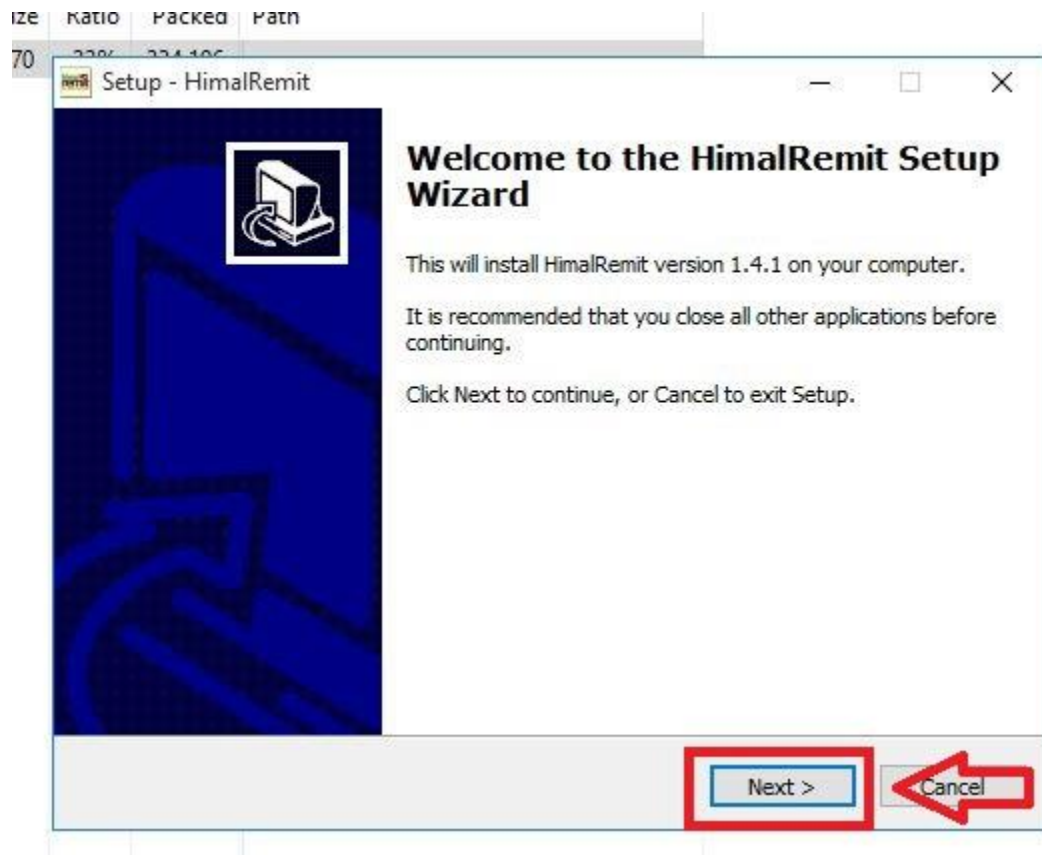 Ratio Packed Path
70
Setup - HimalRemit
Welcome to the HimalRemit Setup
Wizard
This will install HimalRemit version 1.4.1 on your computer.
It is recommended that you close all other applications before
continuing.
Click Next to continue, or Cancel to exit Setup.
Next > Cancel